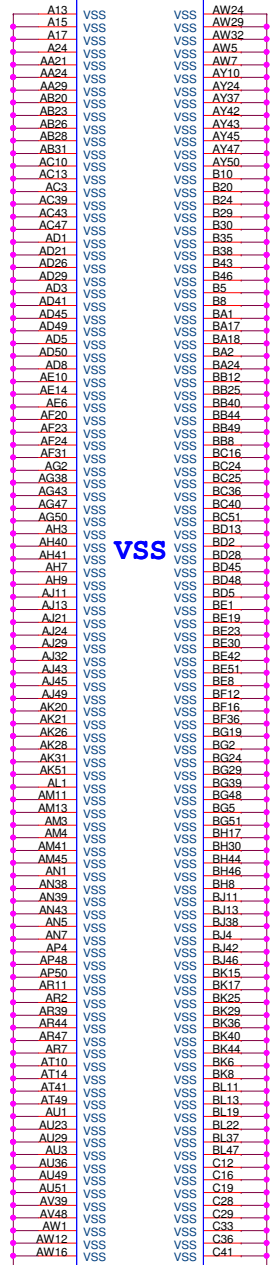 A13 VSS VSS AW24
A15 VSS VSS AW29
A17 VSS VSS AW32
A24 VSS VSS AW5
AA21 VSS VSS AW7
AA24 VSS VSS AY10
AA29 VSS VSS AY24
AB20 VSS VSS AY37
AB23 VSS VSS AY42
AB26 VSS VSS AY43
AB28 VSS VSS AY45
AB31 VSS VSS AY47
AC10 VSS VSS AY50
AC13 VSS VSS B10
AC3 VSS VSS B20
AC39 VSS VSS B24
AC43 VSS VSS B29
AC47 VSS VSS B30
AD1 VSS VSS B35
AD21 VSS VSS B38
AD26 VSS VSS B43
AD29 VSS VSS B46
AD3 VSS VSS B5
AD41 VSS VSS B8
AD45 VSS VSS BA1
AD49 VSS VSS BA17
AD5 VSS VSS BA18
AD50 VSS VSS BA2
AD8 VSS VSS BA24
AE10 VSS VSS BB12
AE14 VSS VSS BB25
AE6 VSS VSS BB40
AF20 VSS VSS BB44
AF23 VSS VSS BB49
AF24 VSS VSS BB8
AF31 VSS VSS BC16
AG2 VSS VSS BC24
AG38 VSS VSS BC25
AG43 VSS VSS BC36
AG47 VSS VSS BC40
AG50 VSS VSS BC51
AH3 VSS VSS BD13
AH40 VSS VSS VSS BD2
AH41 VSS VSS BD28
AH7 VSS VSS BD45
AH9 VSS VSS BD48
AJ11 VSS VSS BD5
AJ13 VSS VSS BE1
AJ21 VSS VSS BE19
AJ24 VSS VSS BE23
AJ29 VSS VSS BE30
AJ32 VSS VSS BE42
AJ43 VSS VSS BE51
AJ45 VSS VSS BE8
AJ49 VSS VSS BF12
AK20 VSS VSS BF16
AK21 VSS VSS BF36
AK26 VSS VSS BG19
AK28 VSS VSS BG2
AK31 VSS VSS BG24
AK51 VSS VSS BG29
AL1 VSS VSS BG39
AM11 VSS VSS BG48
AM13 VSS VSS BG5
AM3 VSS VSS BG51
AM4 VSS VSS BH17
AM41 VSS VSS BH30
AM45 VSS VSS BH44
AN1 VSS VSS BH46
AN38 VSS VSS BH8
AN39 VSS VSS BJ11
AN43 VSS VSS BJ13
AN5 VSS VSS BJ38
AN7 VSS VSS BJ4
AP4 VSS VSS BJ42
AP48 VSS VSS BJ46
AP50 VSS VSS BK15
AR11 VSS VSS BK17
AR2 VSS VSS BK25
AR39 VSS VSS BK29
AR44 VSS VSS BK36
AR47 VSS VSS BK40
AR7 VSS VSS BK44
AT10 VSS VSS BK6
AT14 VSS VSS BK8
AT41 VSS VSS BL11
AT49 VSS VSS BL13
AU1 VSS VSS BL19
AU23 VSS VSS BL22
AU29 VSS VSS BL37
AU3 VSS VSS BL47
AU36 VSS VSS C12
AU49 VSS VSS C16
AU51 VSS VSS C19
AV39 VSS VSS C28
AV48 VSS VSS C29
AW1 VSS VSS C33
AW12 VSS VSS C36
AW16 VSS VSS C41